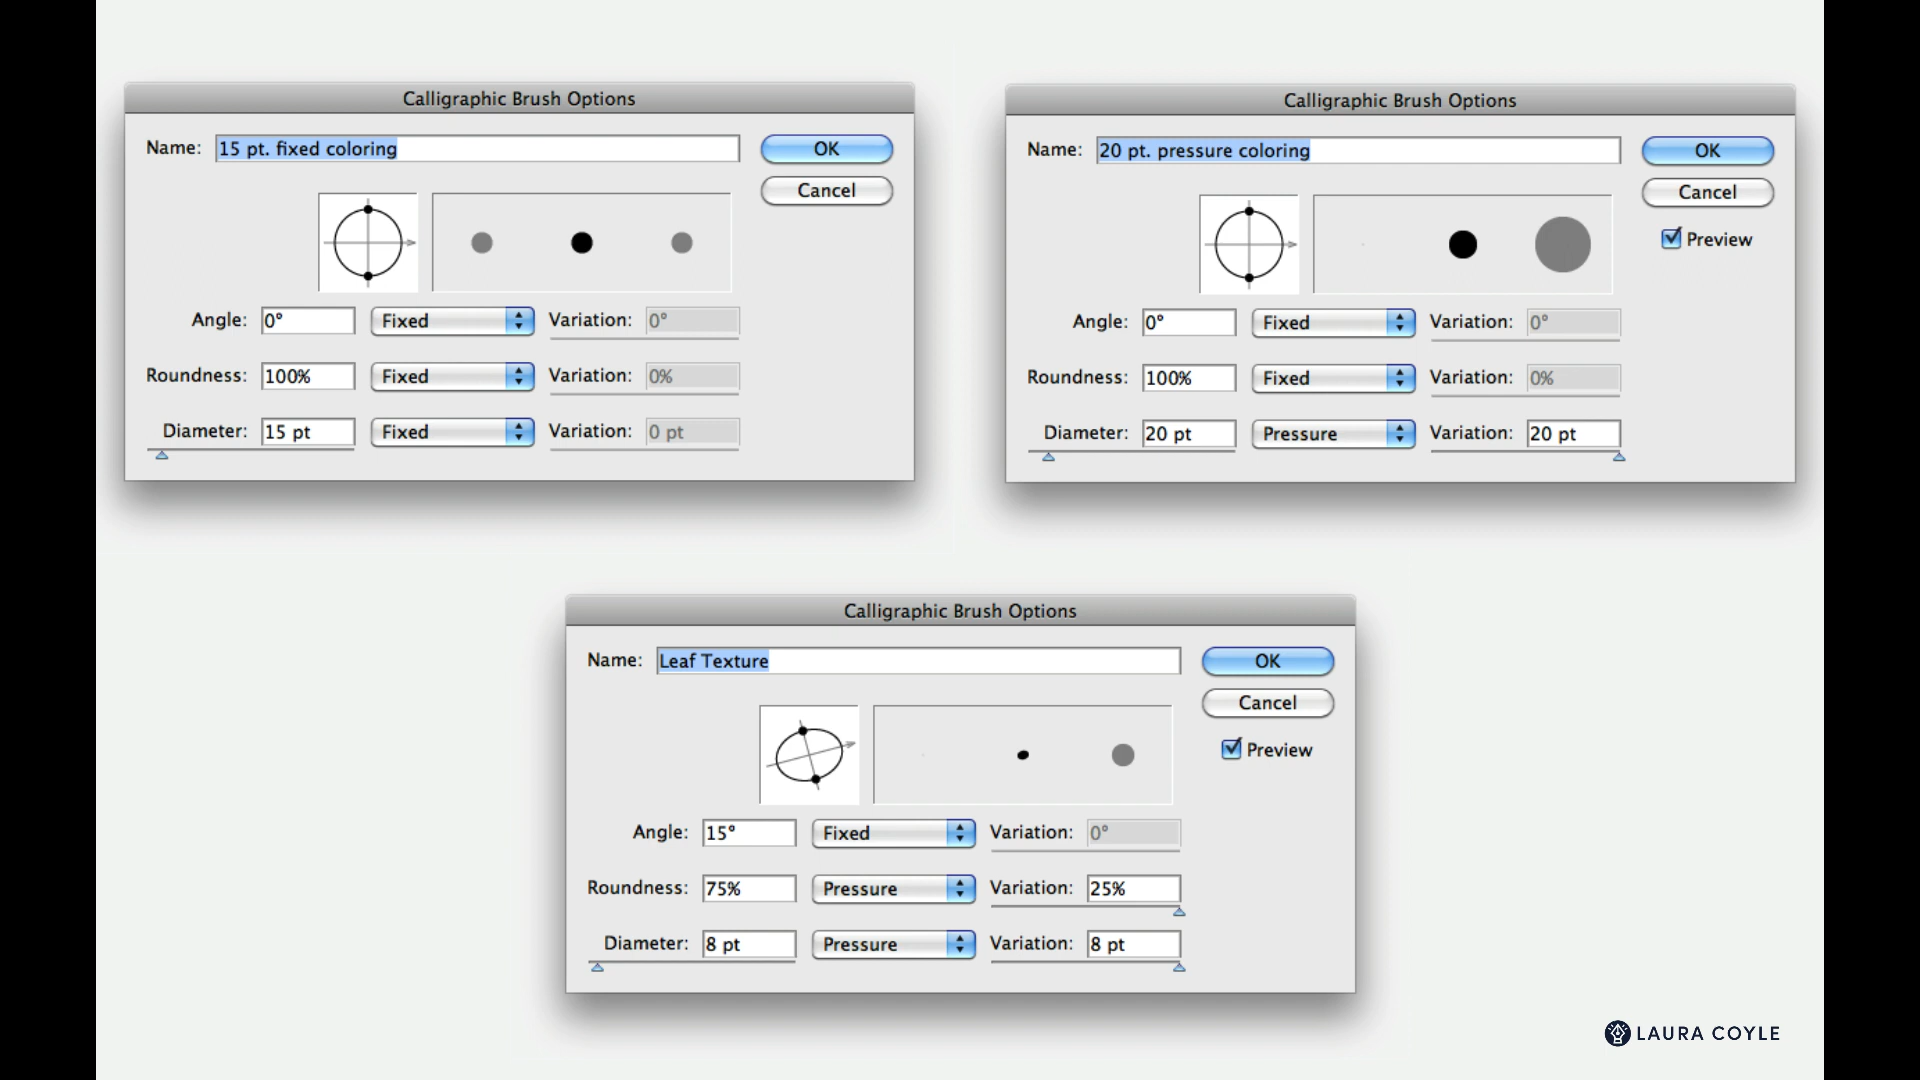 Calligraphic Brush Options
Name: 15 pt. fixed coloring
OK
Cancel
Angle: 0° Fixed Variation: 0°
Roundness: 100% Fixed Variation: 0%
Diameter: 15 pt Fixed Variation: 0 pt
Calligraphic Brush Options
Name: 20 pt. pressure coloring
OK
Cancel
Preview
Angle: 0° Fixed Variation: 0°
Roundness: 100% Fixed Variation: 0%
Diameter: 20 pt Pressure Variation: 20 pt
Calligraphic Brush Options
Name: Leaf Texture
OK
Cancel
Preview
Angle: 15° Fixed Variation: 0°
Roundness: 75% Pressure Variation: 25%
Diameter: 8 pt Pressure Variation: 8 pt
LAURA COYLE